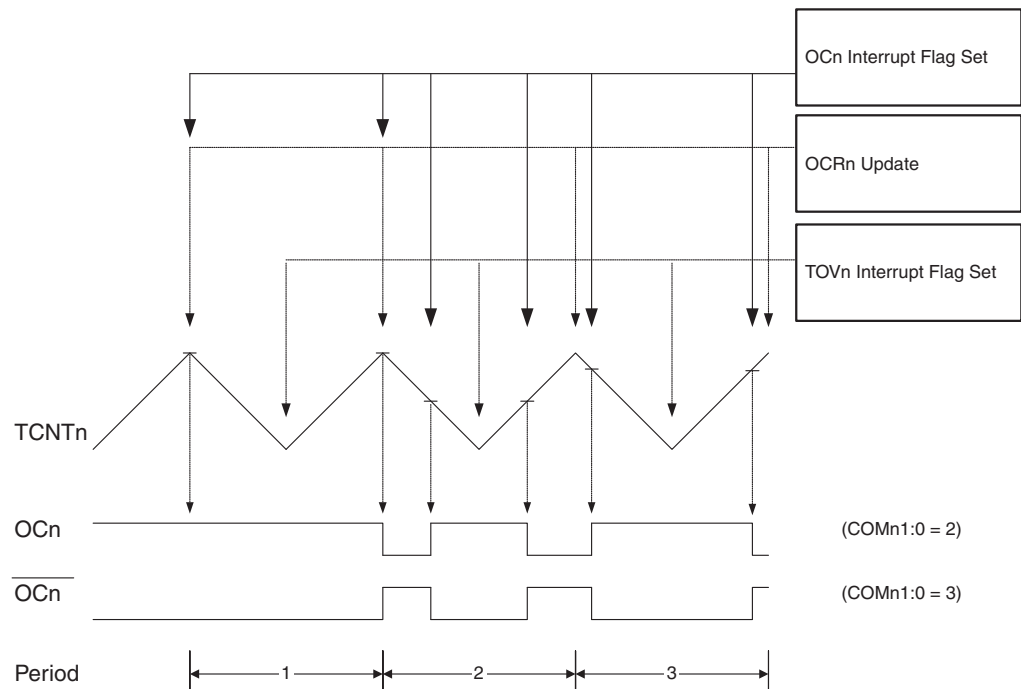 OCn Interrupt Flag Set
OCRn Update
TOVn Interrupt Flag Set
TCNTn
OCn
(COMn1:0 = 2)
OCn
(COMn1:0 = 3)
Period
1
2
3